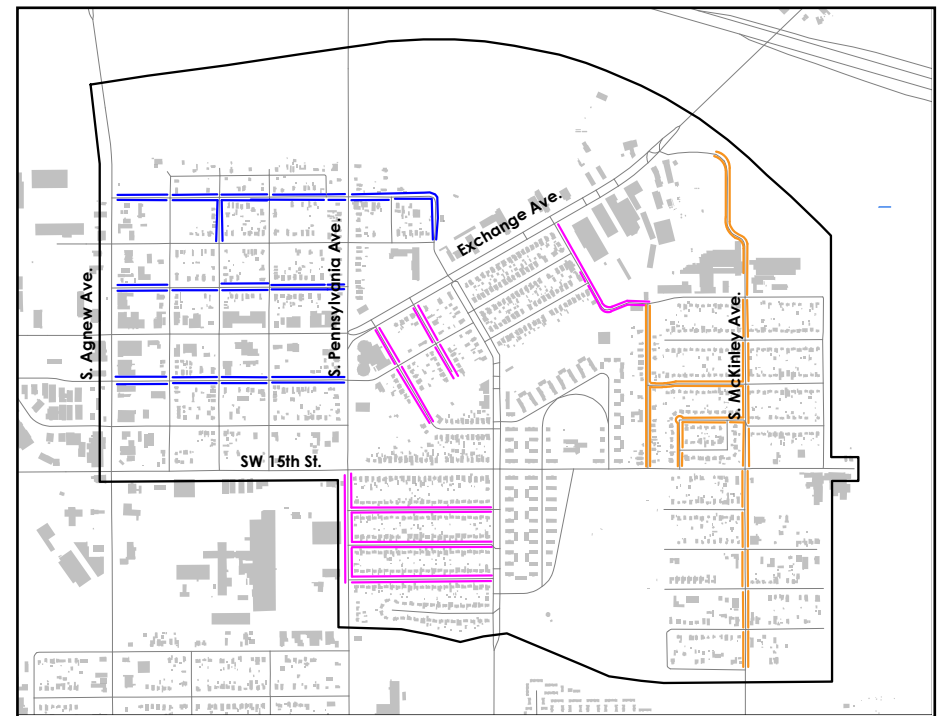 Exchange Ave.
S. Pennsylvania Ave.
S. Agnew Ave.
S. McKinley Ave.
SW 15th St.